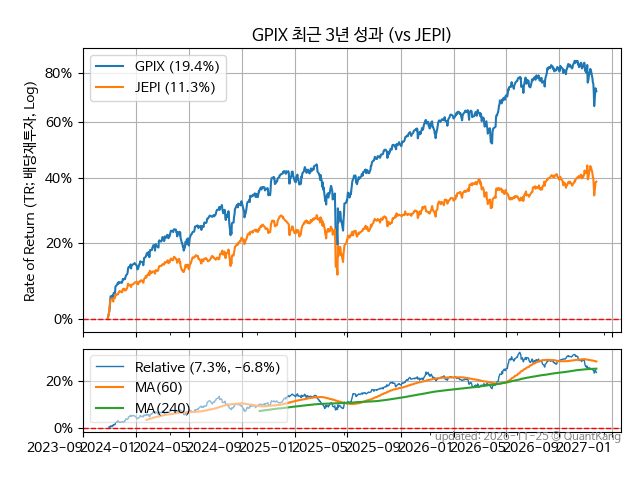 GPIX 최근 3년 성과 (vs JEPI)
Rate of Return (TR: 배당재투자, Log)
80%
60%
40%
20%
0%
GPIX (19.4%)
JEPI (11.3%)
20%
0%
Relative (7.3%, -6.8%)
MA(60)
MA(240)
2023-09 2024-01 2024-05 2024-09 2025-01 2025-05 2025-09 2026-01 2026-05 2026-09 2027-01
updated: 2026-11-25 © QuantKang